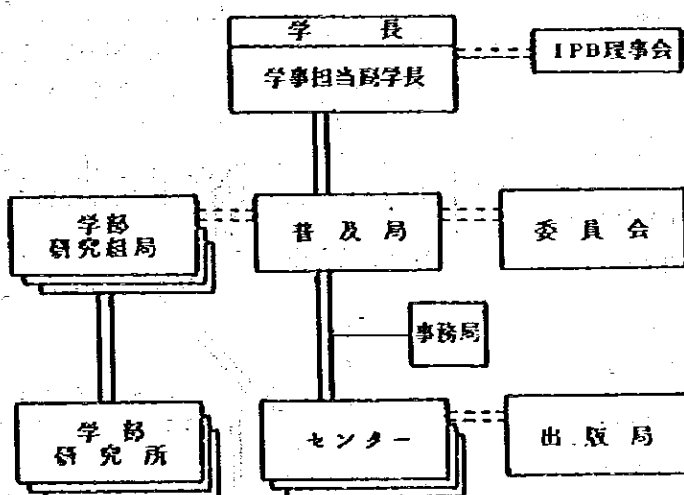 学 長
IPB理事会
学事担当副学長
学部
研究組局
普及局
委員会
事務局
学部
研究所
センター
出版局